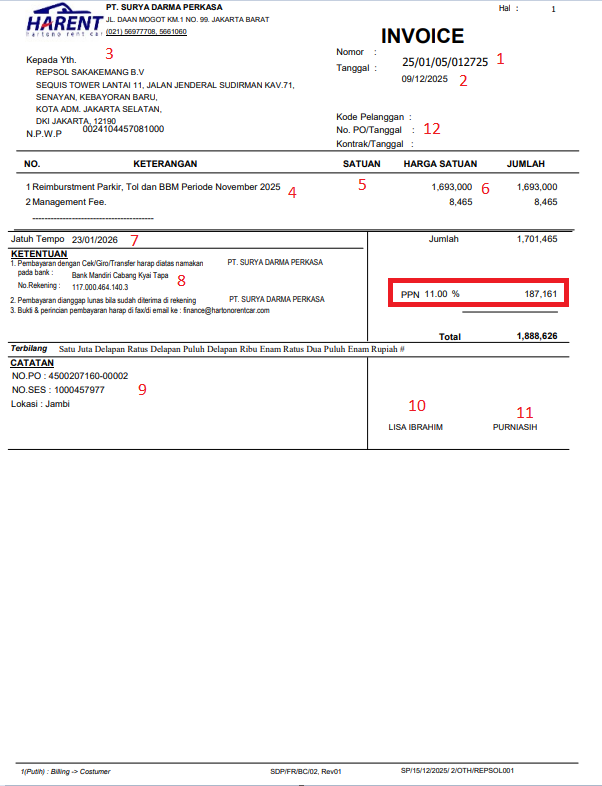 PT. SURYA DARMA PERKASA
HARENT
hartono rent car
JL. DAAN MOGOT KM.1 NO. 99. JAKARTA BARAT
(021) 56977708, 5661060
Hal : 1
INVOICE
Nomor : 25/01/05/012725 1
Tanggal : 09/12/2025 2
Kepada Yth. 3
REPSOL SAKAKEMANG B.V
SEQUIS TOWER LANTAI 11, JALAN JENDERAL SUDIRMAN KAV.71,
SENAYAN, KEBAYORAN BARU,
KOTA ADM. JAKARTA SELATAN,
DKI JAKARTA, 12190
N.P.W.P 0024104457081000
Kode Pelanggan :
No. PO/Tanggal : 12
Kontrak/Tanggal :
NO. KETERANGAN SATUAN HARGA SATUAN JUMLAH
1 Reimburstment Parkir, Tol dan BBM Periode November 2025 4 5 1,693,000 6 1,693,000
2 Management Fee. 8,465 8,465
----------------------------------------
Jatuh Tempo 23/01/2026 7
Jumlah 1,701,465
KETENTUAN
1. Pembayaran dengan Cek/Giro/Transfer harap diatas namakan PT. SURYA DARMA PERKASA
pada bank : Bank Mandiri Cabang Kyai Tapa 8
No.Rekening : 117.000.464.140.3
2. Pembayaran dianggap lunas bila sudah diterima di rekening PT. SURYA DARMA PERKASA
3. Bukti & perincian pembayaran harap di fax/di email ke : finance@hartonorentcar.com
PPN 11.00 % 187,161
Total 1,888,626
Terbilang Satu Juta Delapan Ratus Delapan Puluh Delapan Ribu Enam Ratus Dua Puluh Enam Rupiah #
CATATAN
NO.PO : 4500207160-00002
NO.SES : 1000457977 9
Lokasi : Jambi
10 11
LISA IBRAHIM PURNIASIH
1(Putih) : Billing -> Costumer SDP/FR/BC/02, Rev01 SP/15/12/2025/ 2/OTH/REPSOL001